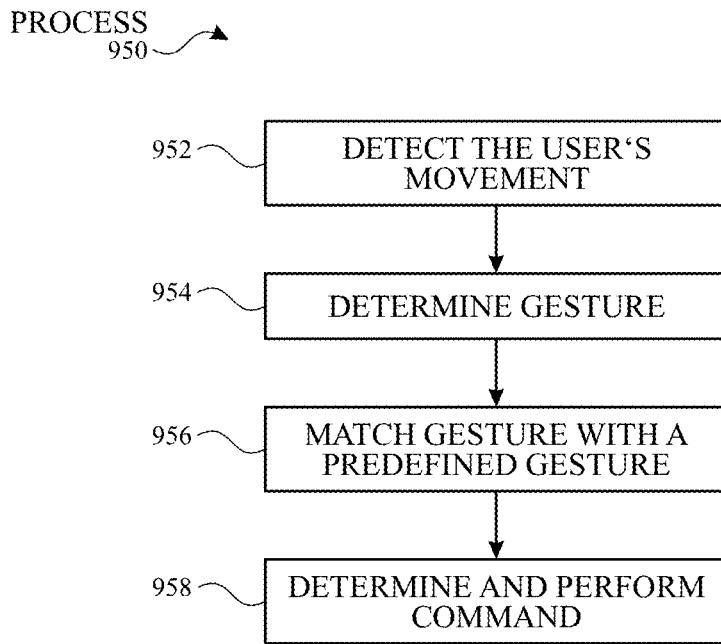 PROCESS
950
952
DETECT THE USER‘S
MOVEMENT
954
DETERMINE GESTURE
956
MATCH GESTURE WITH A
PREDEFINED GESTURE
958
DETERMINE AND PERFORM
COMMAND